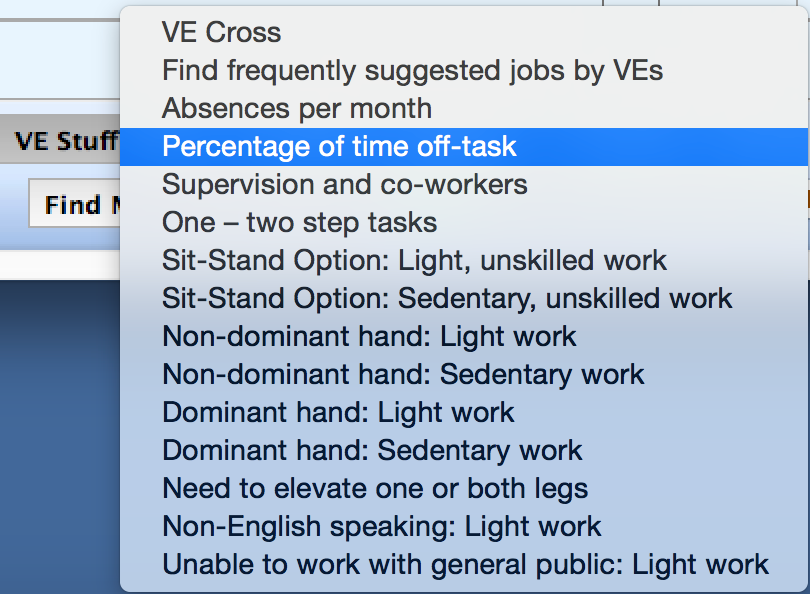 VE Cross
Find frequently suggested jobs by VEs
Absences per month
VE Stuff
Percentage of time off-task
Supervision and co-workers
Find
One – two step tasks
Sit-Stand Option: Light, unskilled work
Sit-Stand Option: Sedentary, unskilled work
Non-dominant hand: Light work
Non-dominant hand: Sedentary work
Dominant hand: Light work
Dominant hand: Sedentary work
Need to elevate one or both legs
Non-English speaking: Light work
Unable to work with general public: Light work